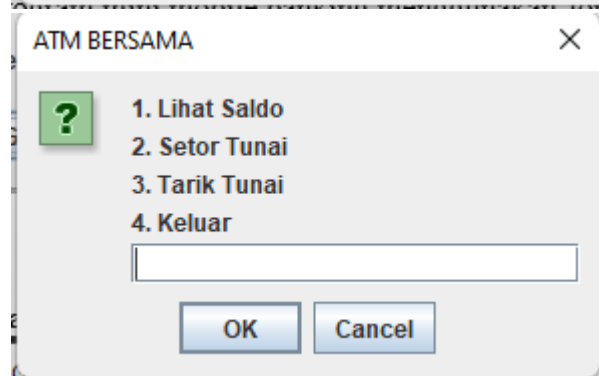 ATM BERSAMA
1. Lihat Saldo
2. Setor Tunai
3. Tarik Tunai
4. Keluar
OK
Cancel